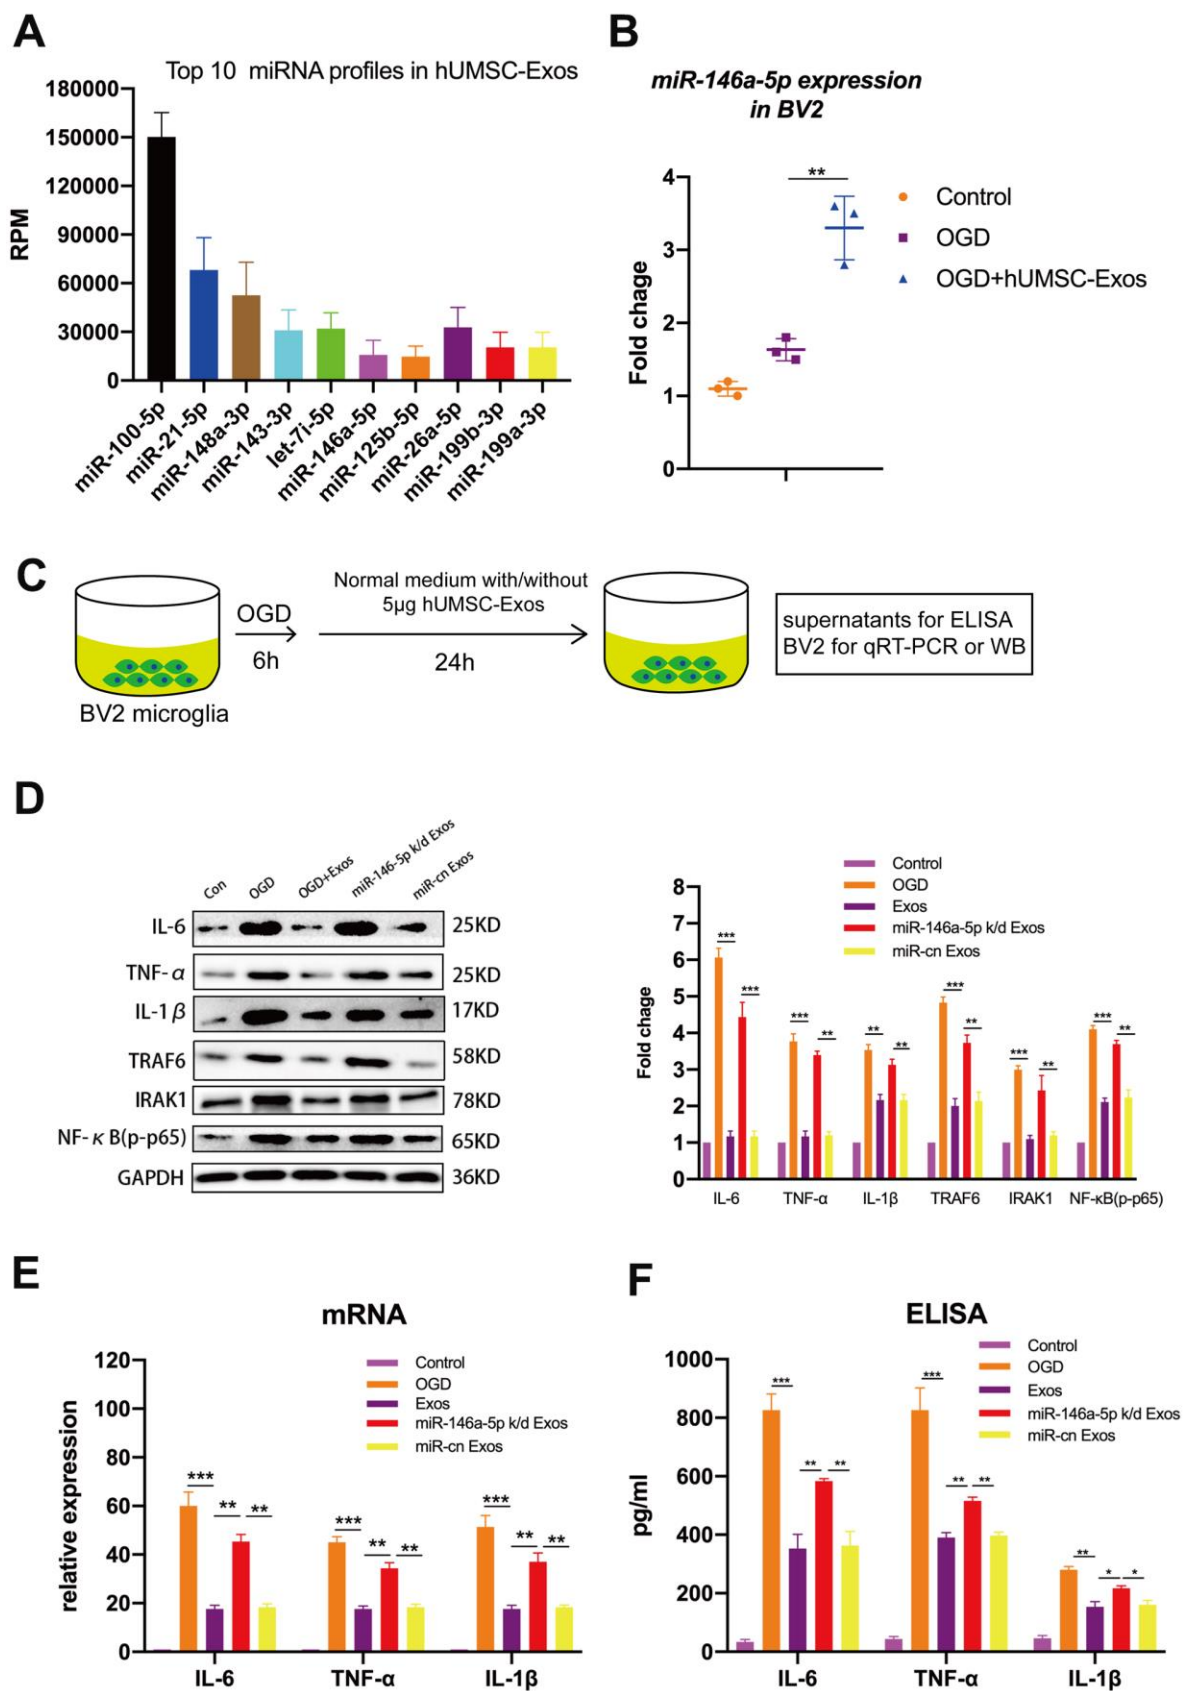 A
Top 10 miRNA profiles in hUMSC-Exos
180000
150000
120000
90000
60000
30000
0
RPM
miR-100-5p
miR-21-5p
miR-148a-3p
miR-143-3p
let-7i-5p
miR-146a-5p
miR-125b-5p
miR-26a-5p
miR-199b-3p
miR-199a-3p
B
miR-146a-5p expression
in BV2
4
3
2
1
0
Fold chage
**
Control
OGD
OGD+hUMSC-Exos
C
BV2 microglia
OGD
6h
Normal medium with/without
5μg hUMSC-Exos
24h
supernatants for ELISA
BV2 for qRT-PCR or WB
D
Con
OGD
OGD+Exos
miR-146-5p k/d Exos
miR-cn Exos
IL-6 25KD
TNF-α 25KD
IL-1β 17KD
TRAF6 58KD
IRAK1 78KD
NF-κB(p-p65) 65KD
GAPDH 36KD
Control
OGD
Exos
miR-146a-5p k/d Exos
miR-cn Exos
8
7
6
5
4
3
2
1
0
Fold chage
*** ***
*** **
** **
*** **
*** **
*** **
IL-6 TNF-α IL-1β TRAF6 IRAK1 NF-κB(p-p65)
E
mRNA
Control
OGD
Exos
miR-146a-5p k/d Exos
miR-cn Exos
120
100
80
60
40
20
0
relative expression
*** ** **
*** ** **
*** ** **
IL-6 TNF-α IL-1β
F
ELISA
Control
OGD
Exos
miR-146a-5p k/d Exos
miR-cn Exos
1000
800
600
400
200
0
pg/ml
*** ** **
*** ** **
** * *
IL-6 TNF-α IL-1β